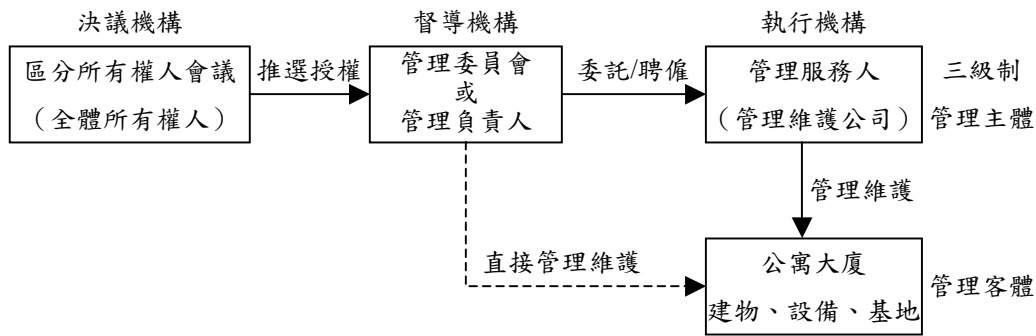 決議機構
督導機構
執行機構
區分所有權人會議
（全體所有權人）
推選授權
管理委員會
或
管理負責人
委託/聘僱
管理服務人
（管理維護公司）
三級制
管理主體
管理維護
直接管理維護
公寓大廈
建物、設備、基地
管理客體